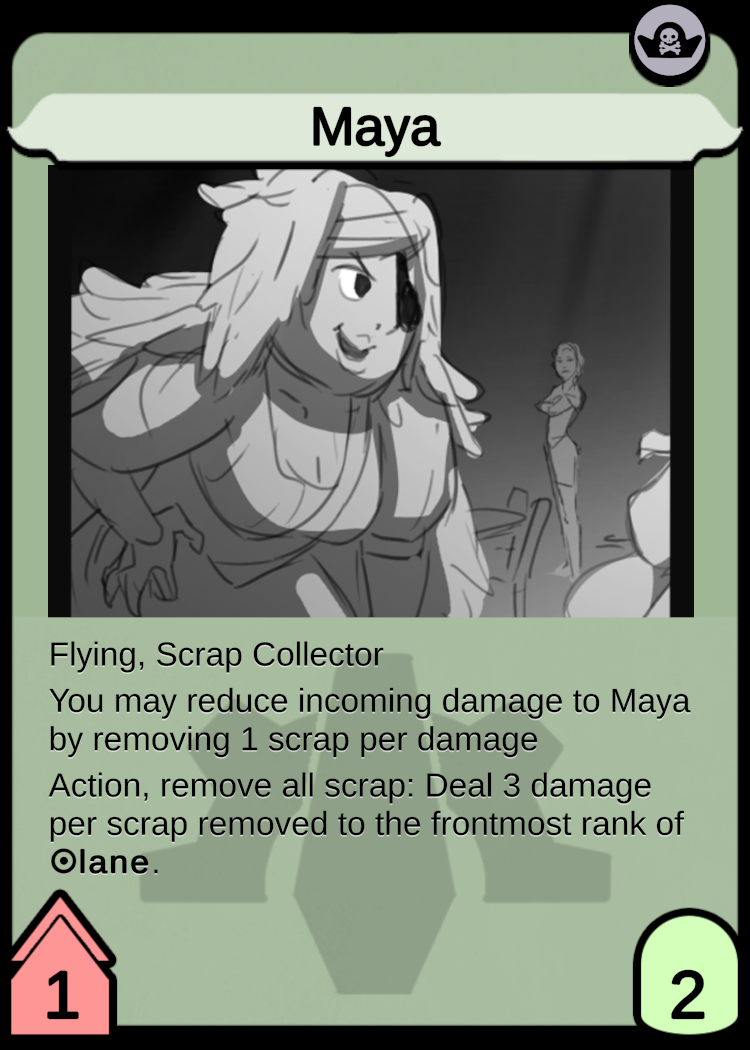 Maya
Flying, Scrap Collector
You may reduce incoming damage to Maya
by removing 1 scrap per damage
Action, remove all scrap: Deal 3 damage
per scrap removed to the frontmost rank of
⊙lane.
1
2